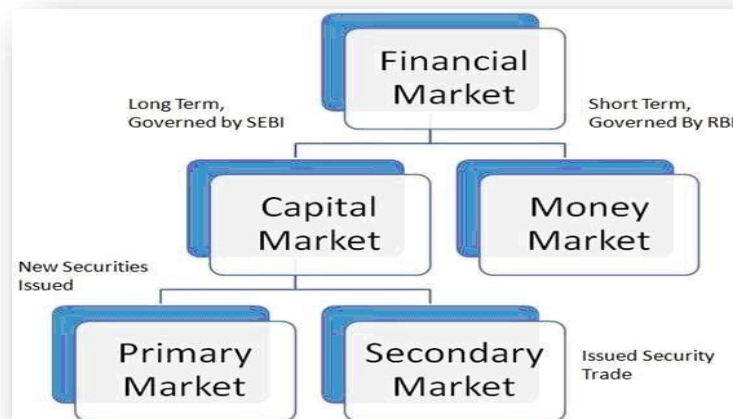 Financial
Market
Long Term,
Governed by SEBI
Short Term,
Governed By RBI
Capital
Market
Money
Market
New Securities
Issued
Primary
Market
Secondary
Market
Issued Security
Trade